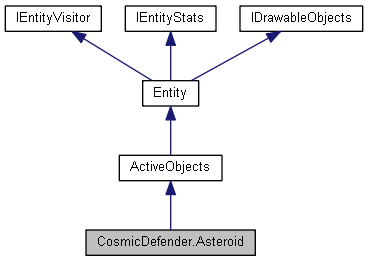 IEntityVisitor
IEntityStats
IDrawableObjects
Entity
ActiveObjects
CosmicDefender.Asteroid